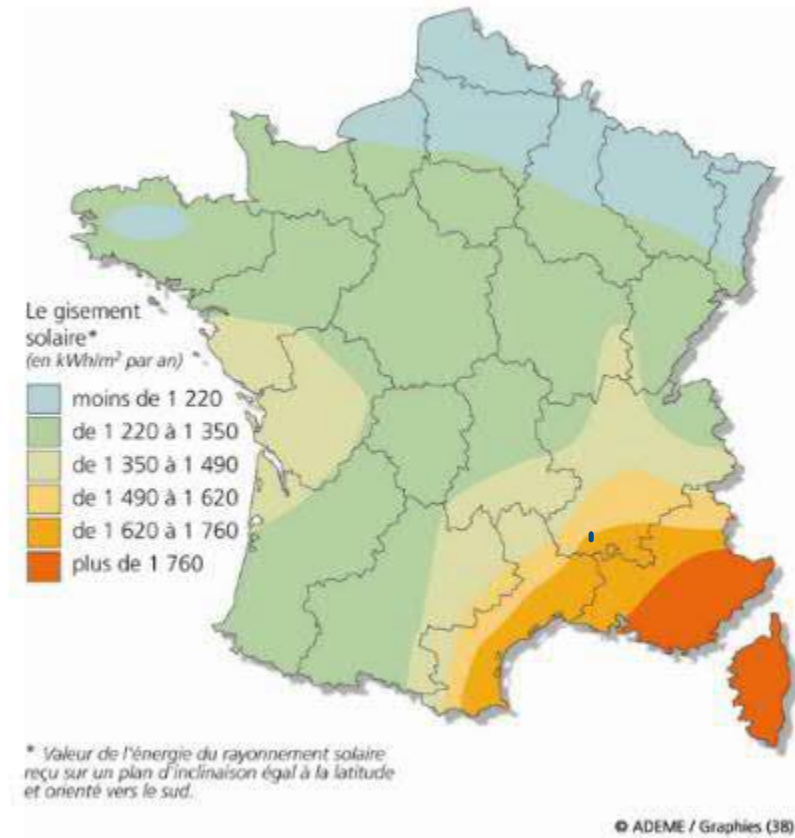 Le gisement
solaire*
(en kWh/m² par an)
moins de 1 220
de 1 220 à 1 350
de 1 350 à 1 490
de 1 490 à 1 620
de 1 620 à 1 760
plus de 1 760
* Valeur de l'énergie du rayonnement solaire
reçu sur un plan d'inclinaison égal à la latitude
et orienté vers le sud.
© ADEME / Graphies (38)